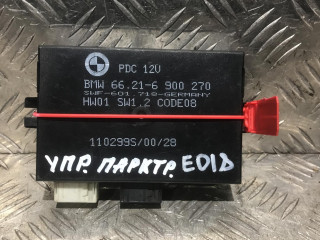 PDC 12V
BMW 66.21-6 900 270
SWF-601.710-GERMANY
HW01 SW1.2 CODE08
110299S/00/28
УПР. ПАРКТР. E01Д